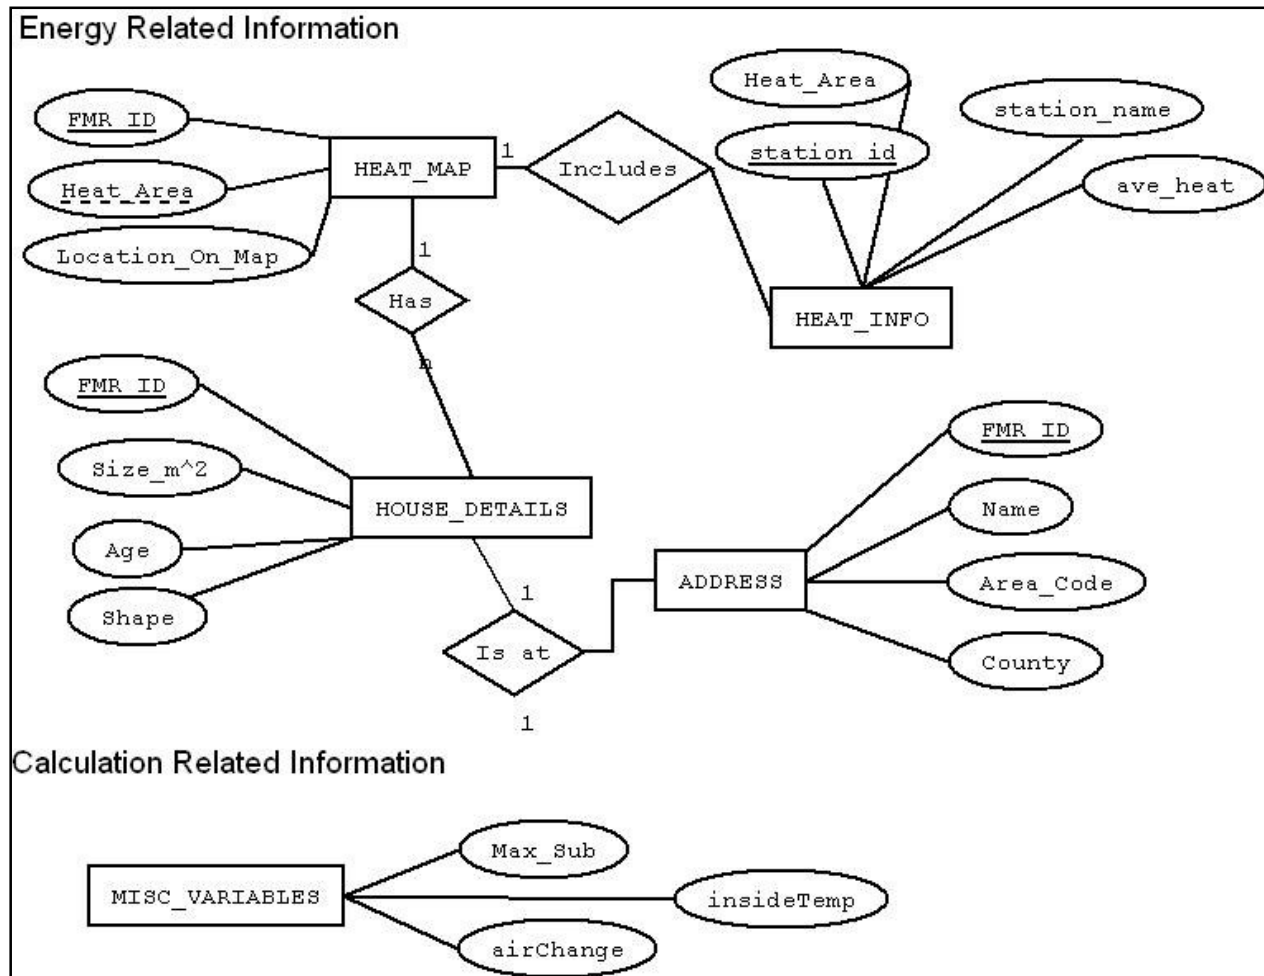 Energy Related Information
FMR_ID
Heat_Area
Location_On_Map
HEAT_MAP
1
Includes
Heat_Area
station_id
station_name
ave_heat
HEAT_INFO
1
Has
n
FMR_ID
Size_m^2
Age
Shape
HOUSE_DETAILS
1
Is at
1
ADDRESS
FMR_ID
Name
Area_Code
County
Calculation Related Information
MISC_VARIABLES
Max_Sub
insideTemp
airChange